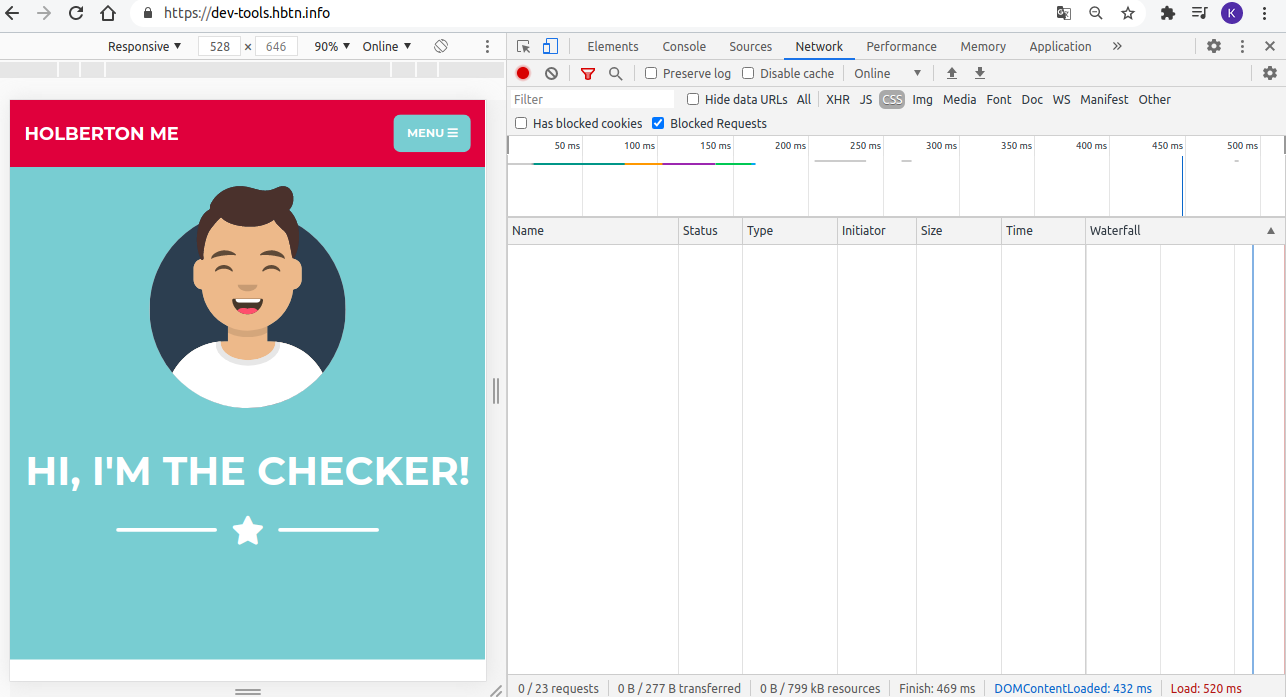 https://dev-tools.hbtn.info
K
Responsive ▼ 528 × 646 90% ▼ Online ▼
Elements Console Sources Network Performance Memory Application »
Preserve log Disable cache Online ▼
Filter Hide data URLs All XHR JS CSS Img Media Font Doc WS Manifest Other
Has blocked cookies Blocked Requests
50 ms 100 ms 150 ms 200 ms 250 ms 300 ms 350 ms 400 ms 450 ms 500 ms
Name Status Type Initiator Size Time Waterfall ▲
HOLBERTON ME
MENU
HI, I'M THE CHECKER!
0 / 23 requests 0 B / 277 B transferred 0 B / 799 kB resources Finish: 469 ms DOMContentLoaded: 432 ms Load: 520 ms